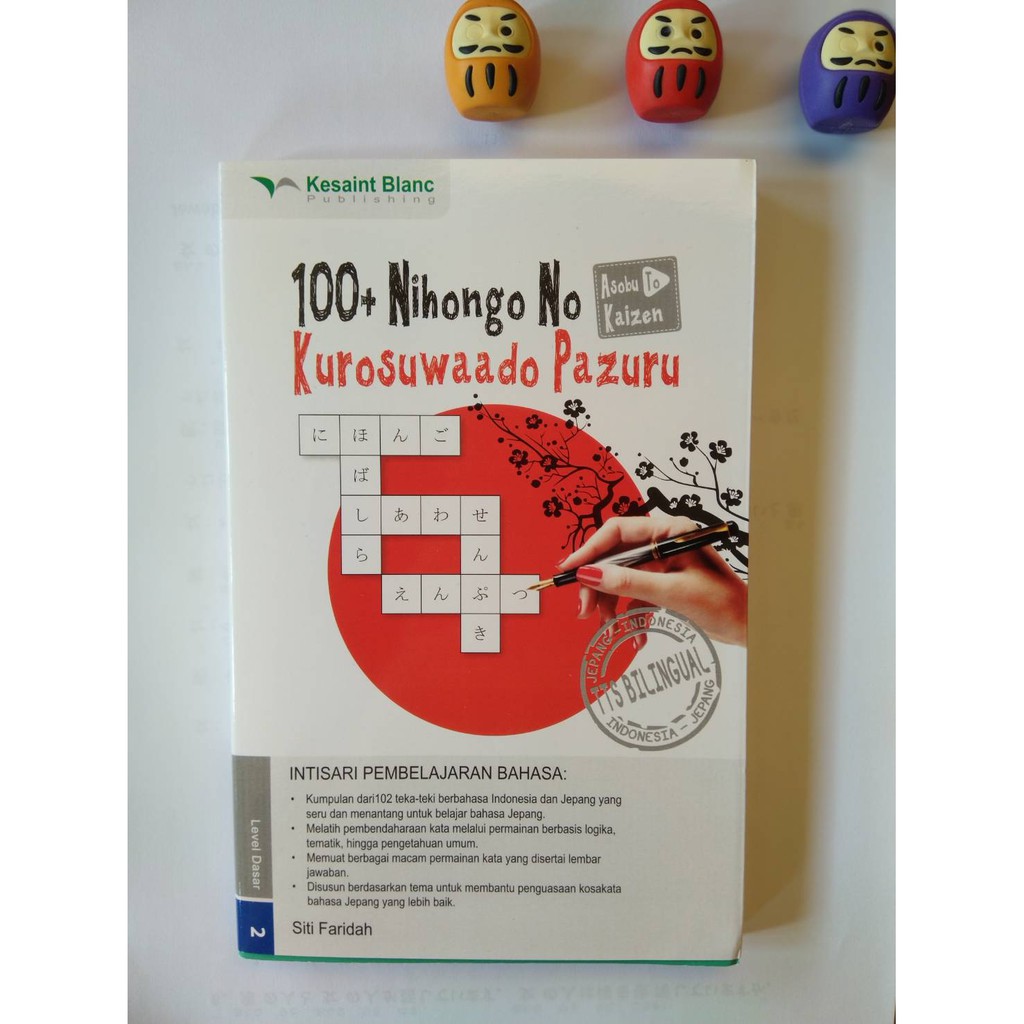 Kesaint Blanc
Publishing
100+ Nihongo No
Kurosuwaado Pazuru
Asobu To
Kaizen
にほんご
ば
しあわせ
らん
えんぷつ
き
JEPANG - INDONESIA
TTS BILINGUAL
INDONESIA - JEPANG
INTISARI PEMBELAJARAN BAHASA:
• Kumpulan dari102 teka-teki berbahasa Indonesia dan Jepang yang
seru dan menantang untuk belajar bahasa Jepang.
• Melatih pembendaharaan kata melalui permainan berbasis logika,
tematik, hingga pengetahuan umum.
• Memuat berbagai macam permainan kata yang disertai lembar
jawaban.
• Disusun berdasarkan tema untuk membantu penguasaan kosakata
bahasa Jepang yang lebih baik.
Level Dasar
2
Siti Faridah